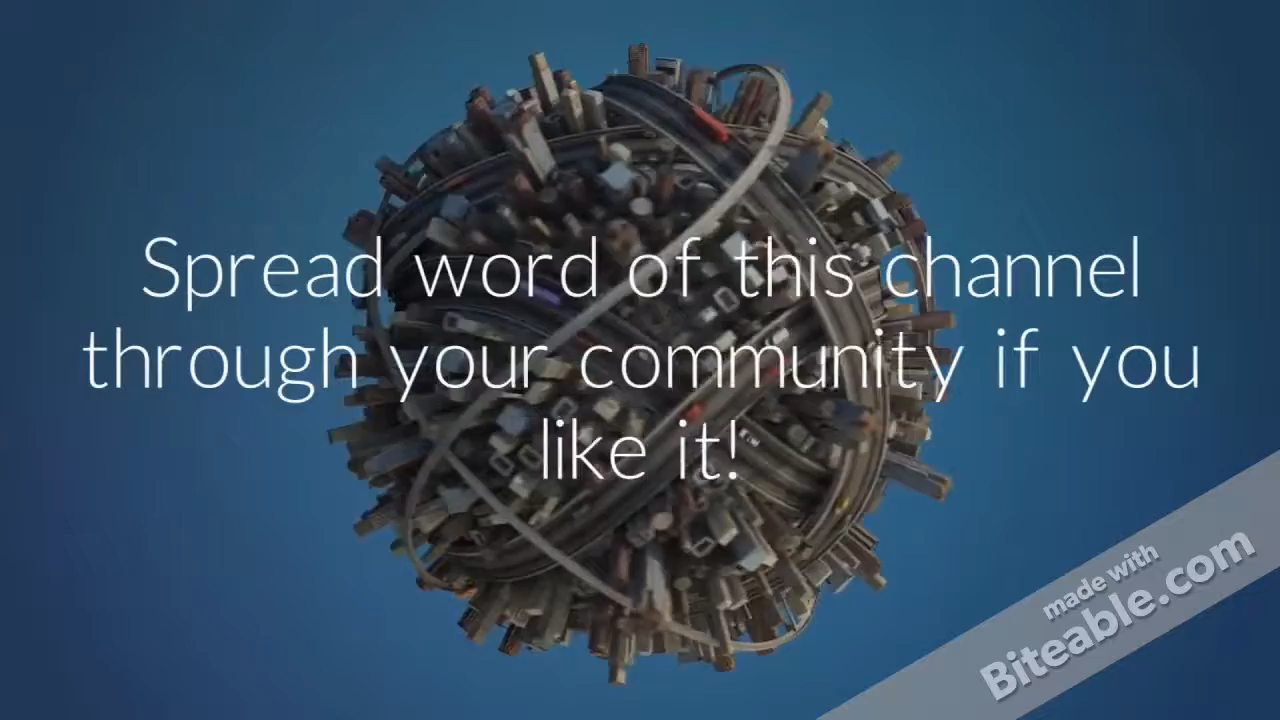 Spread word of this channel
through your community if you
like it!
made with
Biteable.com